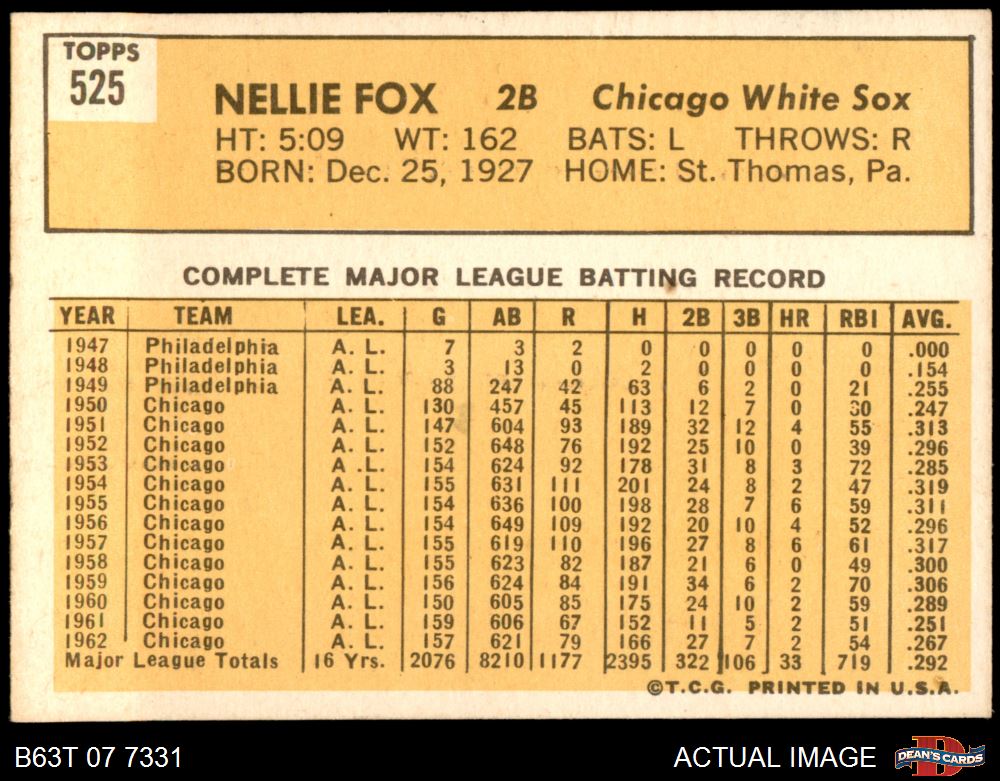 TOPPS
525
NELLIE FOX 2B Chicago White Sox
HT: 5:09 WT: 162 BATS: L THROWS: R
BORN: Dec. 25, 1927 HOME: St. Thomas, Pa.
COMPLETE MAJOR LEAGUE BATTING RECORD
YEAR TEAM LEA. G AB R H 2B 3B HR RBI AVG.
1947 Philadelphia A. L. 7 3 2 0 0 0 0 0 .000
1948 Philadelphia A. L. 3 13 0 2 0 0 0 0 .154
1949 Philadelphia A. L. 88 247 42 63 6 2 0 21 .255
1950 Chicago A. L. 130 457 45 113 12 7 0 30 .247
1951 Chicago A. L. 147 604 93 189 32 12 4 55 .313
1952 Chicago A. L. 152 648 76 192 25 10 0 39 .296
1953 Chicago A .L. 154 624 92 178 31 8 3 72 .285
1954 Chicago A. L. 155 631 111 201 24 8 2 47 .319
1955 Chicago A. L. 154 636 100 198 28 7 6 59 .311
1956 Chicago A. L. 154 649 109 192 20 10 4 52 .296
1957 Chicago A. L. 155 619 110 196 27 8 6 61 .317
1958 Chicago A. L. 155 623 82 187 21 6 0 49 .300
1959 Chicago A. L. 156 624 84 191 34 6 2 70 .306
1960 Chicago A. L. 150 605 85 175 24 10 2 59 .289
1961 Chicago A. L. 159 606 67 152 11 5 2 51 .251
1962 Chicago A. L. 157 621 79 166 27 7 2 54 .267
Major League Totals 16 Yrs. 2076 8210 1177 2395 322 106 33 719 .292
©T.C.G. PRINTED IN U.S.A.
B63T 07 7331 ACTUAL IMAGE DEAN'S CARDS